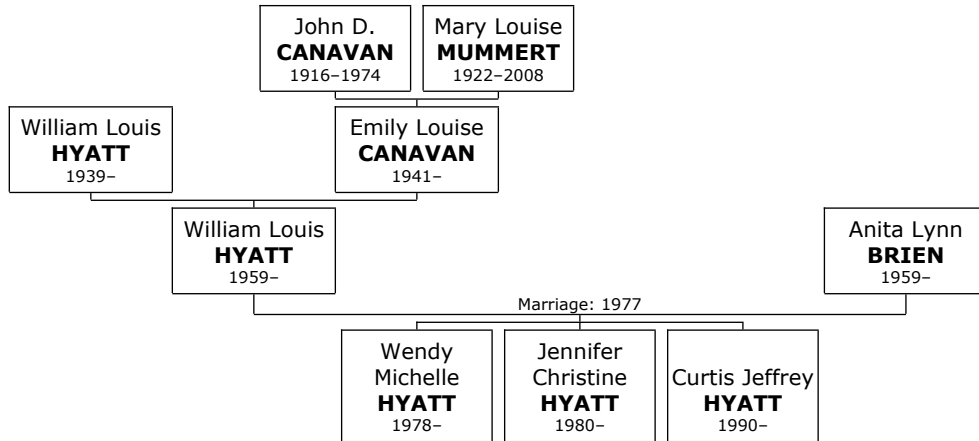 John D.
CANAVAN
1916–1974
Mary Louise
MUMMERT
1922–2008
William Louis
HYATT
1939–
Emily Louise
CANAVAN
1941–
William Louis
HYATT
1959–
Anita Lynn
BRIEN
1959–
Marriage: 1977
Wendy
Michelle
HYATT
1978–
Jennifer
Christine
HYATT
1980–
Curtis Jeffrey
HYATT
1990–